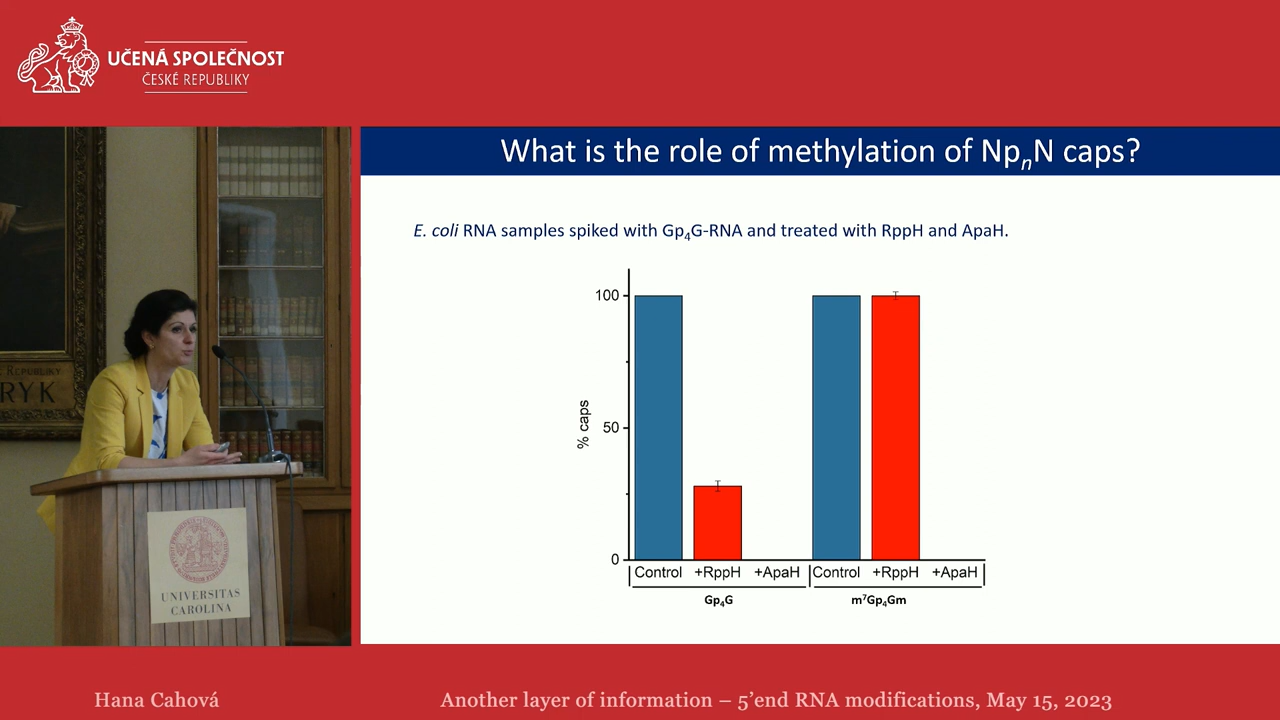 UČENÁ SPOLEČNOST
ČESKÉ REPUBLIKY
What is the role of methylation of NpnN caps?
E. coli RNA samples spiked with Gp4G-RNA and treated with RppH and ApaH.
% caps
100
50
0
Control +RppH +ApaH Control +RppH +ApaH
Gp4G m⁷Gp4Gm
REPUBLIKY
RYK
UNIVERSITAS
CAROLINA
Hana Cahová
Another layer of information – 5’end RNA modifications, May 15, 2023